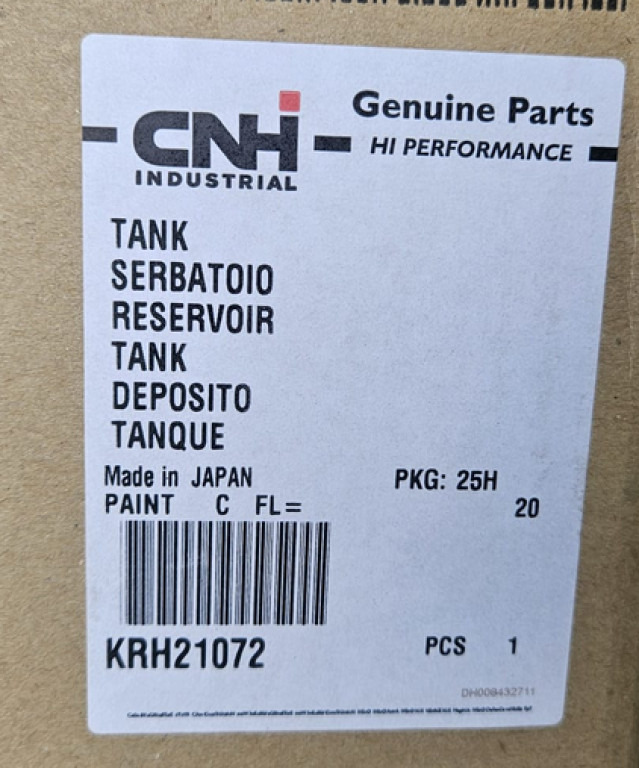 CNH
INDUSTRIAL
Genuine Parts
HI PERFORMANCE
TANK
SERBATOIO
RESERVOIR
TANK
DEPOSITO
TANQUE
Made in JAPAN PKG: 25H
PAINT C FL= 20
KRH21072 PCS 1
DH008432711